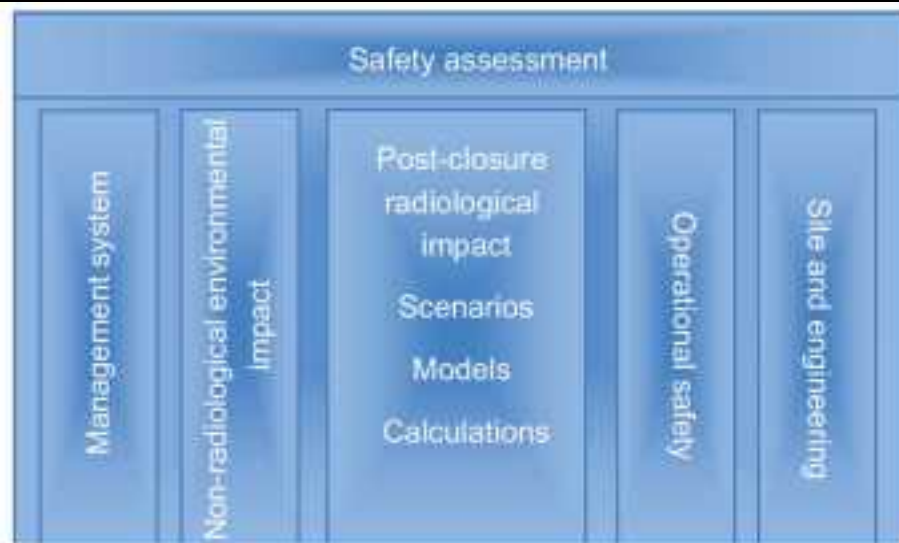 Safety assessment
Management system
Non-radiological environmental
impact
Post-closure
radiological
impact
Scenarios
Models
Calculations
Operational safety
Site and engineering